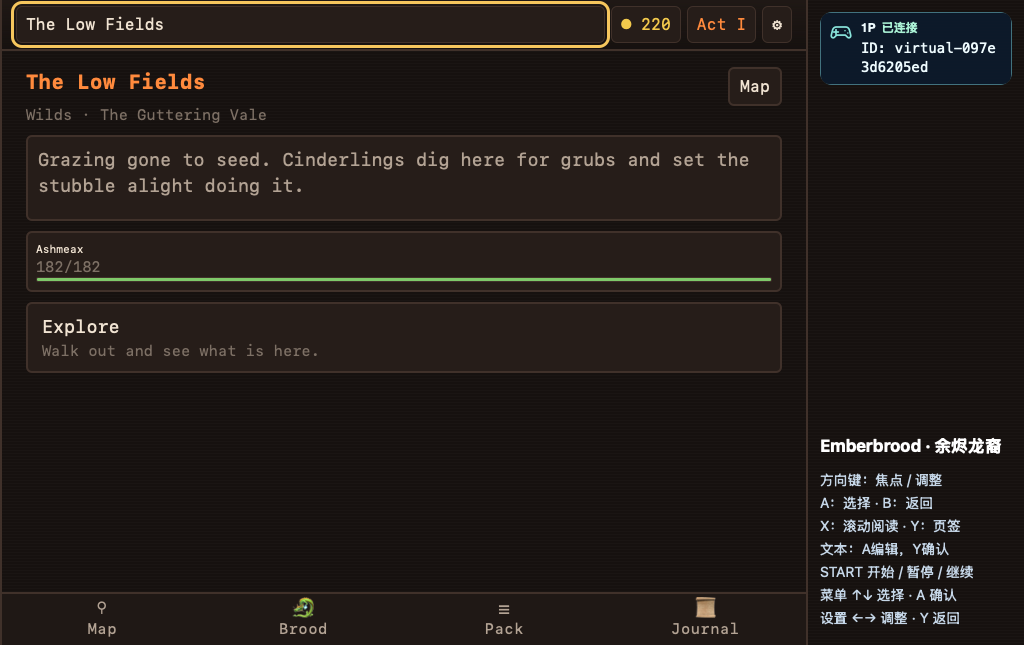 The Low Fields
220
Act I
The Low Fields
Map
Wilds · The Guttering Vale
Grazing gone to seed. Cinderlings dig here for grubs and set the
stubble alight doing it.
Ashmeax
182/182
Explore
Walk out and see what is here.
Map
Brood
Pack
Journal
1P 已连接
ID: virtual-097e
3d6205ed
Emberbrood · 余烬龙裔
方向键：焦点 / 调整
A：选择 · B：返回
X：滚动阅读 · Y：页签
文本：A编辑，Y确认
START 开始 / 暂停 / 继续
菜单 ↑↓ 选择 · A 确认
设置 ←→ 调整 · Y 返回